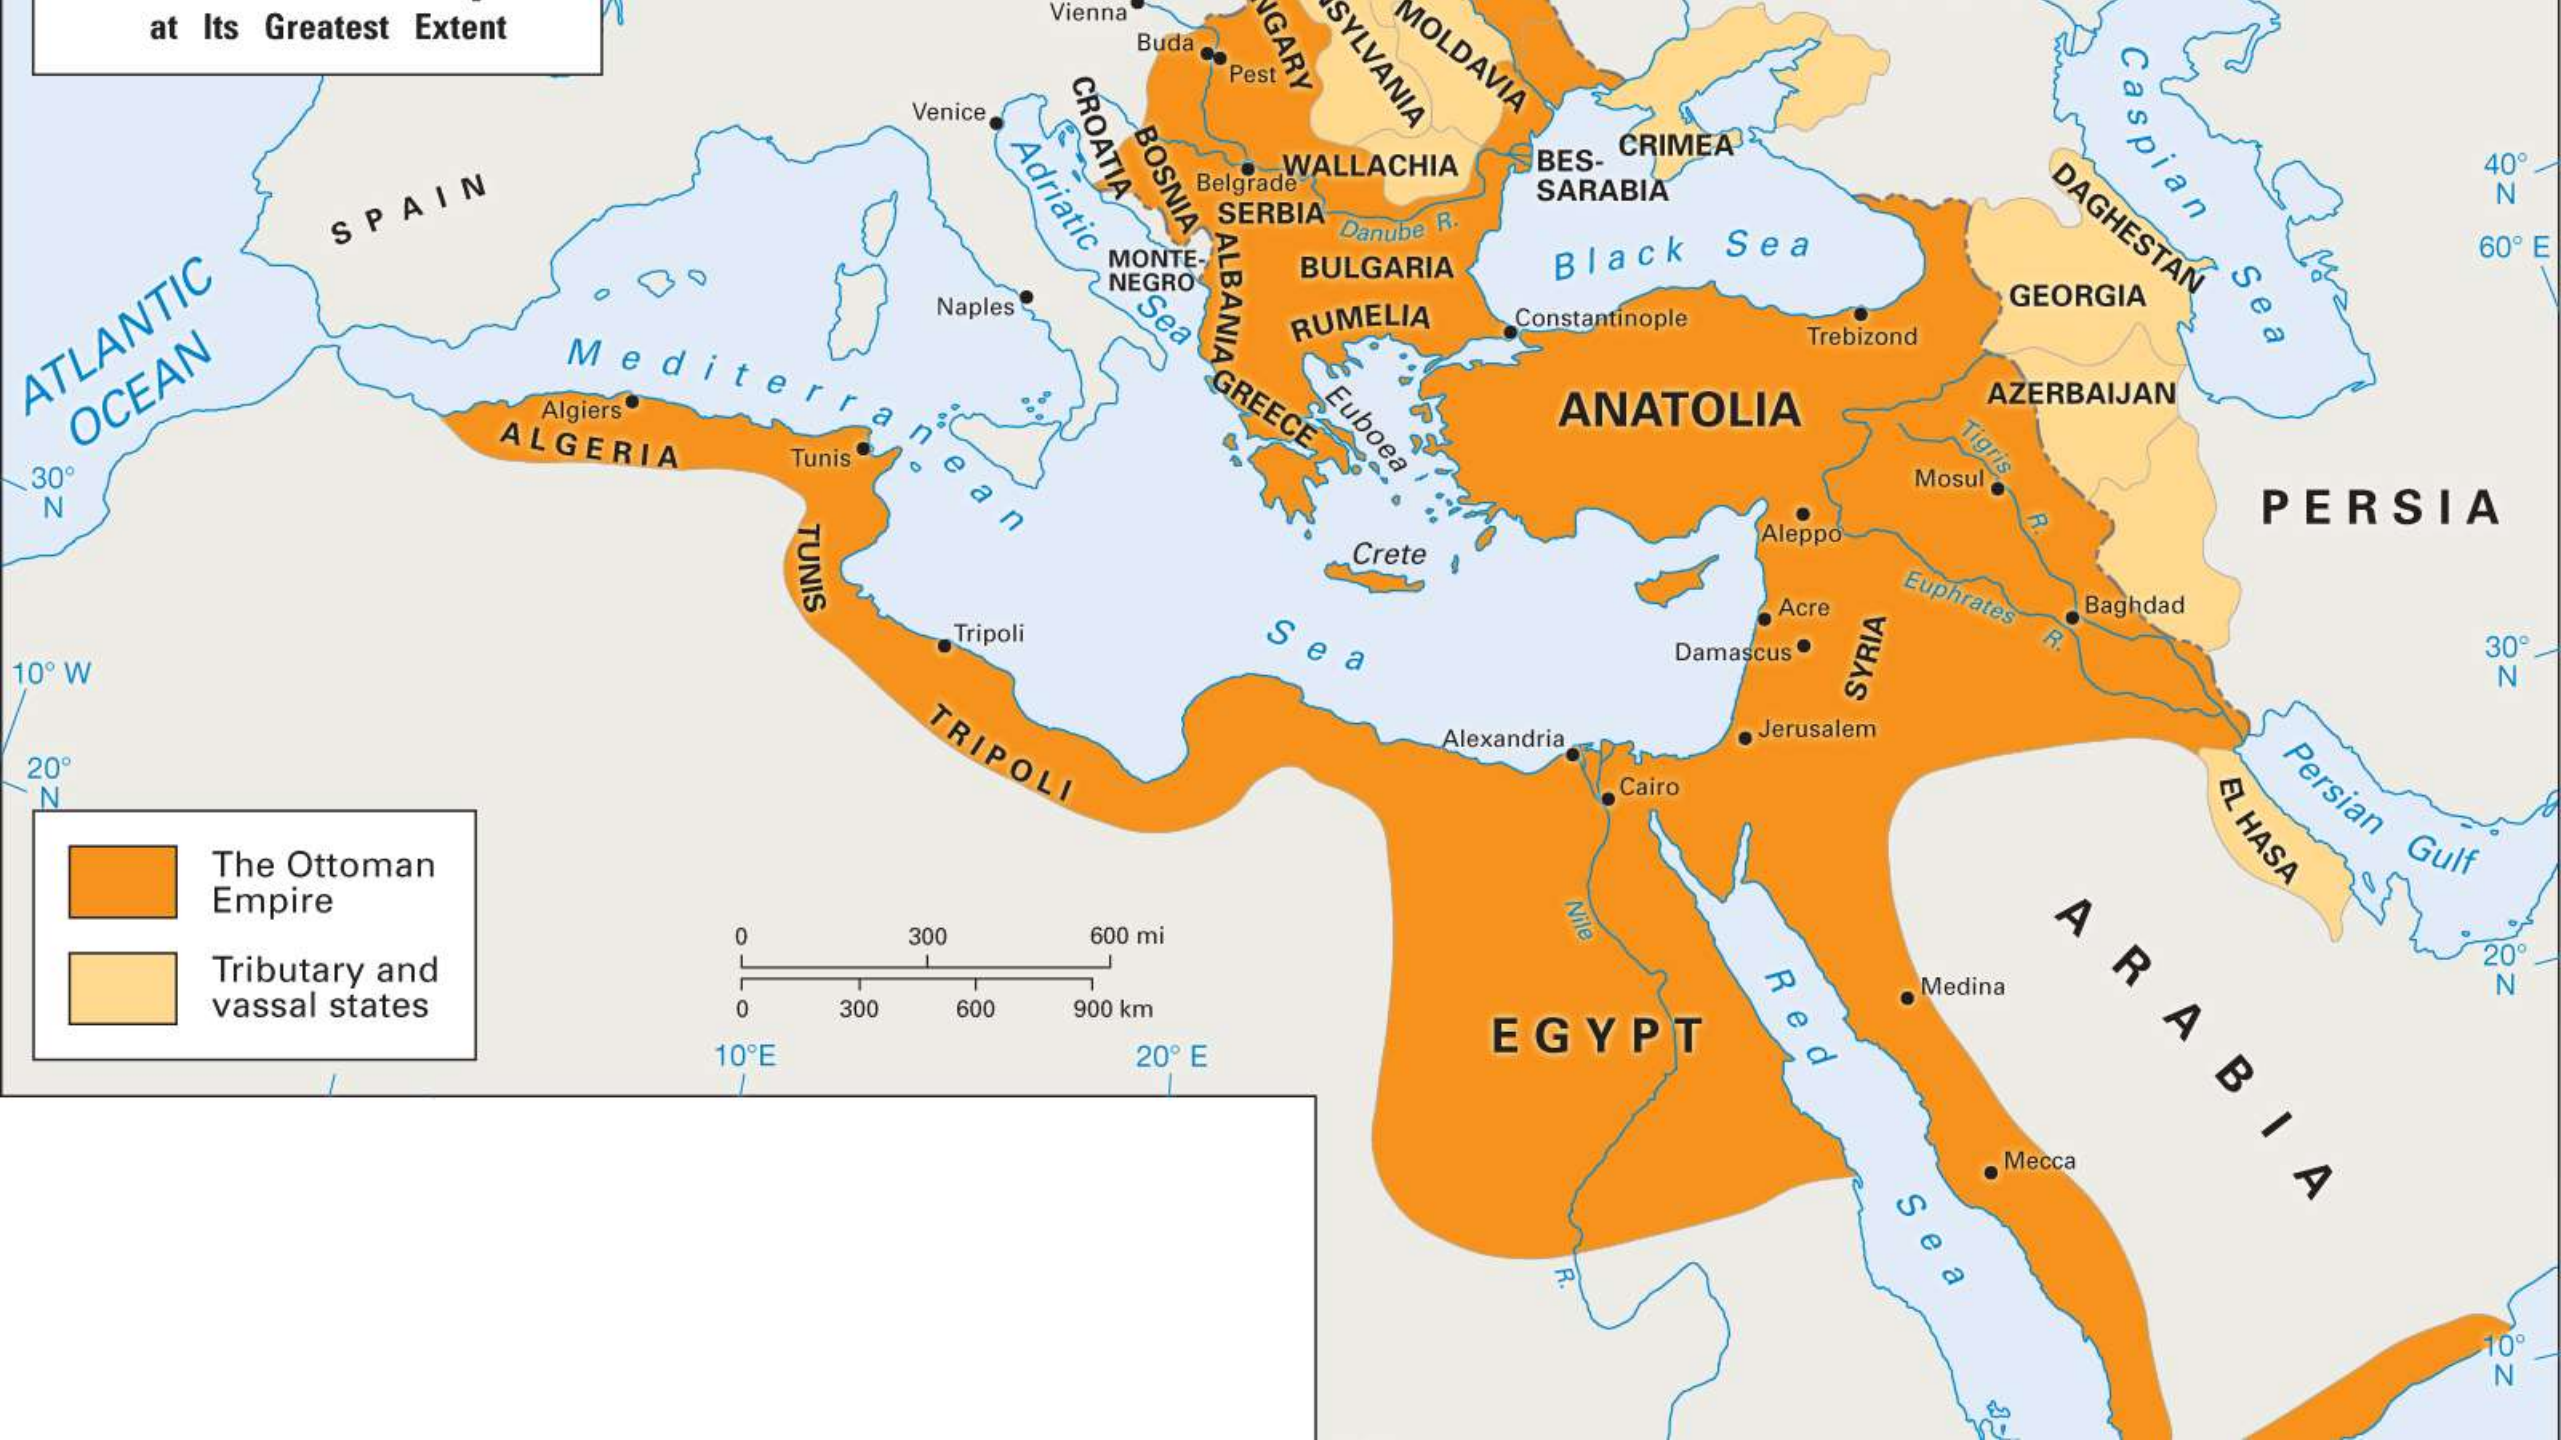 at Its Greatest Extent
Vienna
Buda
Pest
MOLDAVIA
Venice
CROATIA
BOSNIA
Adriatic
Sea
WALLACHIA
Belgrade
SERBIA
BES-
SARABIA
CRIMEA
Caspian
Sea
40°
N
60° E
DAGHESTAN
SPAIN
Danube R.
MONTE-
NEGRO
ALBANIA
BULGARIA
Black Sea
GEORGIA
Naples
RUMELIA
Constantinople
Trebizond
ATLANTIC
OCEAN
Mediterranean
Sea
Algiers
ALGERIA
Tunis
GREECE
Euboea
ANATOLIA
AZERBAIJAN
Tigris
R.
Mosul
PERSIA
30°
N
TUNIS
Crete
Aleppo
Euphrates
R.
Baghdad
Acre
Damascus
SYRIA
Tripoli
30°
N
10° W
20°
N
TRIPOLI
Alexandria
Jerusalem
Cairo
Persian Gulf
EL HASA
The Ottoman
Empire
Tributary and
vassal states
0 300 600 mi
0 300 600 900 km
10°E
20° E
Nile
R.
EGYPT
Red
Sea
Medina
Mecca
ARABIA
20°
N
10°
N